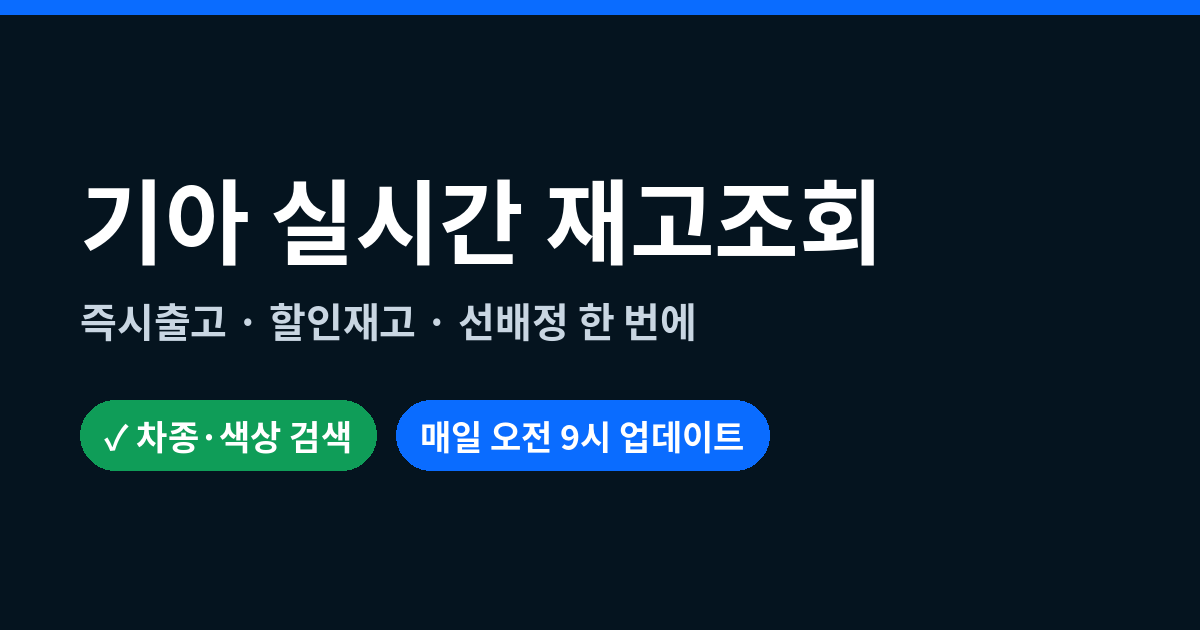 기아 실시간 재고조회
즉시출고 · 할인재고 · 선배정 한 번에
✓ 차종·색상 검색
매일 오전 9시 업데이트